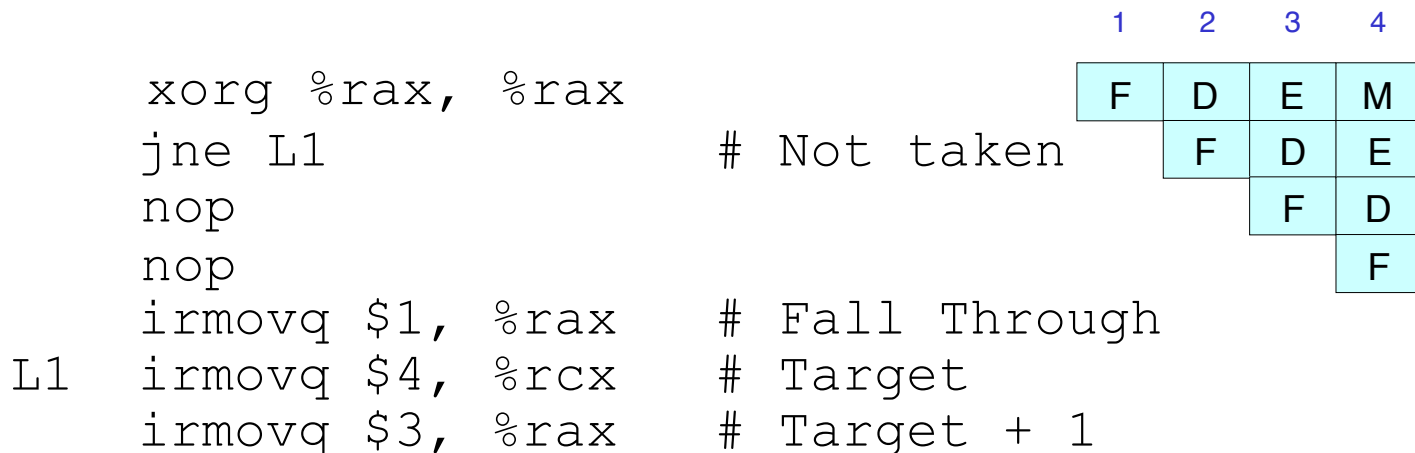 1 2 3 4
xorg %rax, %rax F D E M
jne L1 # Not taken F D E
nop F D
nop F
irmovq $1, %rax # Fall Through
L1 irmovq $4, %rcx # Target
irmovq $3, %rax # Target + 1